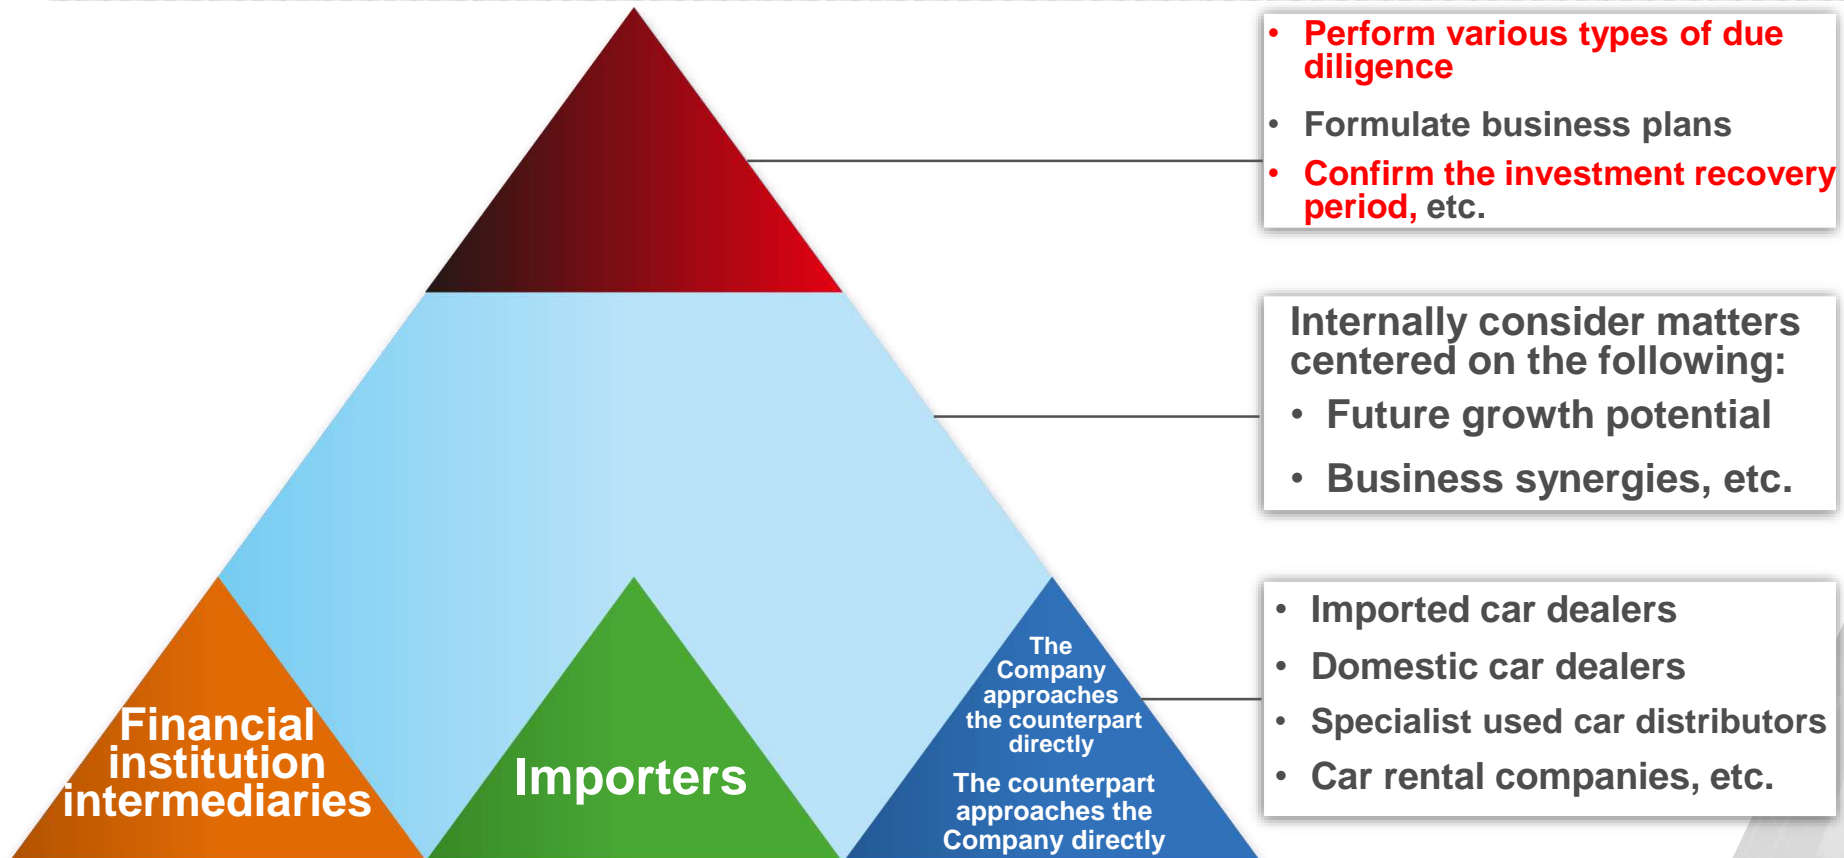 • Perform various types of due
diligence
• Formulate business plans
• Confirm the investment recovery
period, etc.
Internally consider matters
centered on the following:
• Future growth potential
• Business synergies, etc.
Financial
institution
intermediaries
Importers
The
Company
approaches
the counterpart
directly
The counterpart
approaches the
Company directly
• Imported car dealers
• Domestic car dealers
• Specialist used car distributors
• Car rental companies, etc.